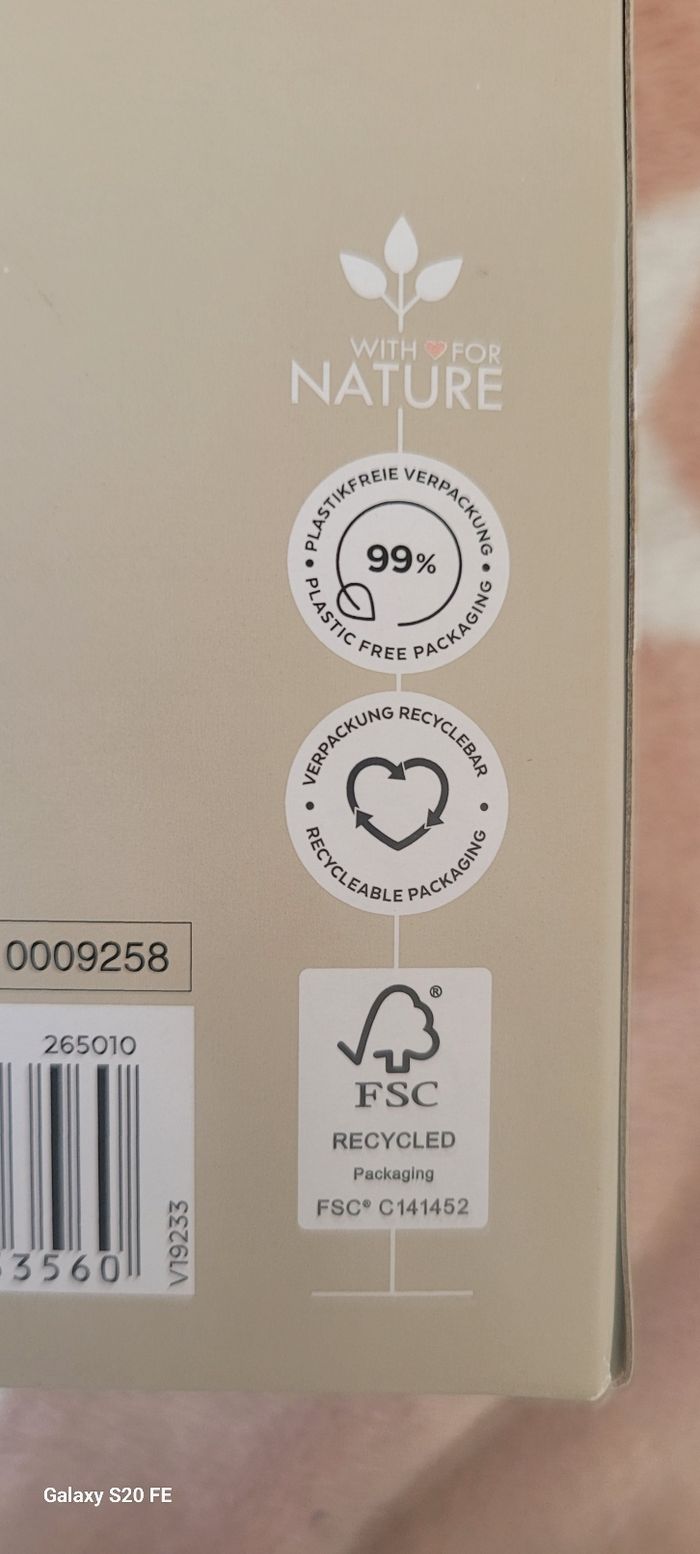 WITH FOR
NATURE
PLASTIKFREIE VERPACKUNG
99%
PLASTIC FREE PACKAGING
VERPACKUNG RECYCLEBAR
RECYCLEABLE PACKAGING
0009258
265010
3560
V19233
FSC®
RECYCLED
Packaging
FSC® C141452
Galaxy S20 FE